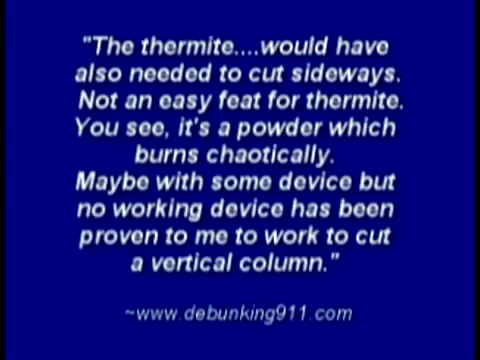 "The thermite....would have
also needed to cut sideways.
Not an easy feat for thermite.
You see, it's a powder which
burns chaotically.
Maybe with some device but
no working device has been
proven to me to work to cut
a vertical column."
~www.debunking911.com